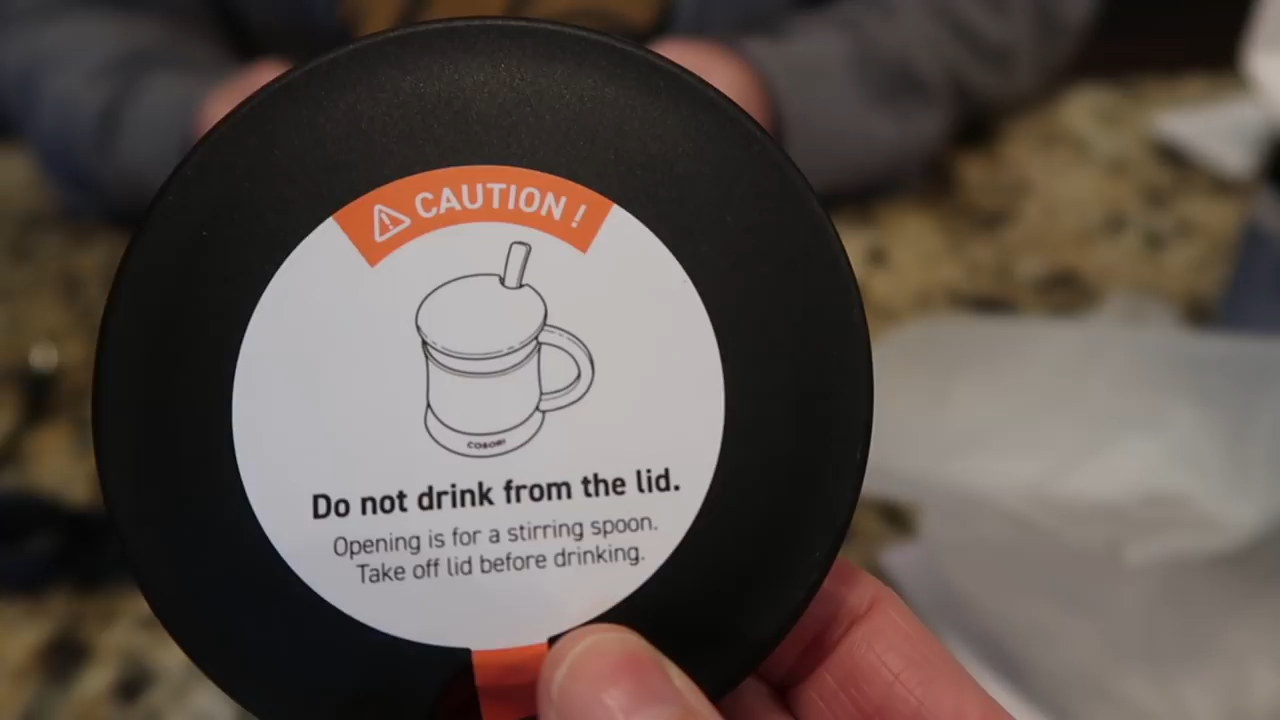 CAUTION !
COSORI
Do not drink from the lid.
Opening is for a stirring spoon.
Take off lid before drinking.